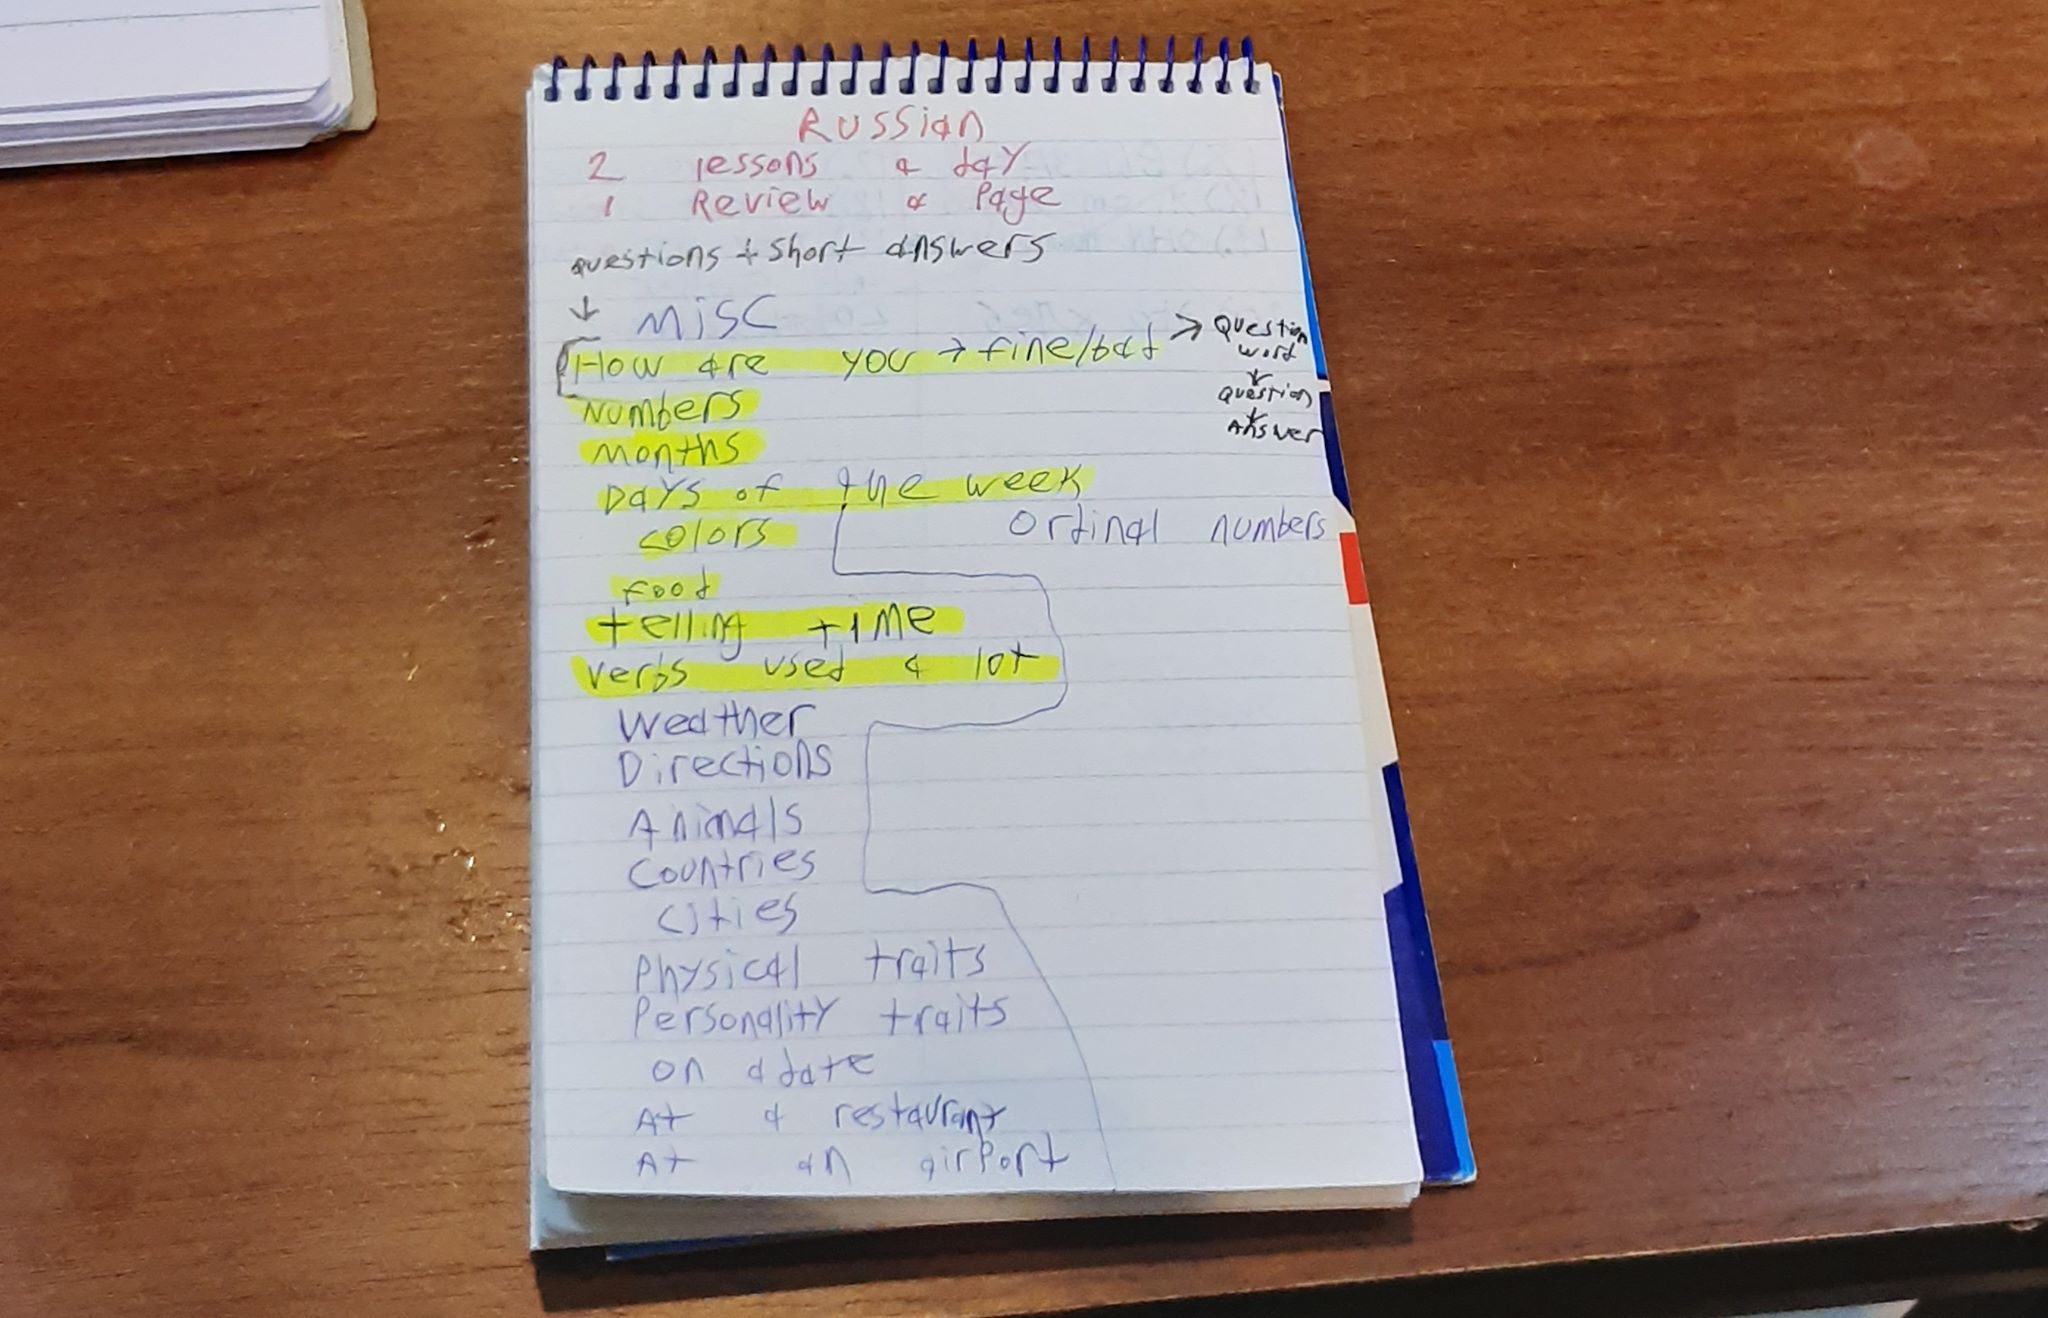 Russian
2 lessons a day
1 Review a Page
questions + short answers
↓ Misc
How are you → fine/bad → Question
word
↓
Question
↓
Answer
Numbers
months
Days of the week
colors
Ordinal numbers
food
telling time
verbs used a lot
Weather
Directions
Animals
Countries
Cities
Physical traits
Personality traits
on a date
At a restaurant
At an airport